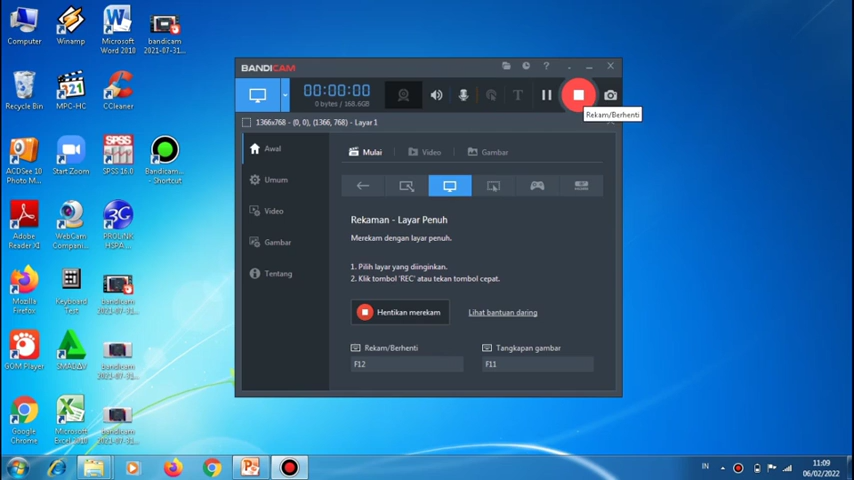 Computer
Winamp
Microsoft Word 2010
bandicam 2021-07-31...
Recycle Bin
MPC-HC
CCleaner
ACDSee 10 Photo M...
Start Zoom
SPSS 16.0
Bandicam... - Shortcut
Adobe Reader XI
WebCam Compani...
PROLiNK HSPA...
Mozilla Firefox
Keyboard Test
bandicam 2021-07-31...
GOM Player
SMADAV
bandicam 2021-07-31...
Google Chrome
Microsoft Excel 2010
bandicam 2021-07-31...
BANDICAM
00:00:00
0 bytes / 168.6GB
Rekam/Berhenti
1366x768 - (0, 0), (1366, 768) - Layar 1
Awal
Umum
Video
Gambar
Tentang
Mulai
Video
Gambar
Rekaman - Layar Penuh
Merekam dengan layar penuh.
1. Pilih layar yang diinginkan.
2. Klik tombol 'REC' atau tekan tombol cepat.
Hentikan merekam
Lihat bantuan daring
Rekam/Berhenti
Tangkapan gambar
F12
F11
IN
11:09
06/02/2022